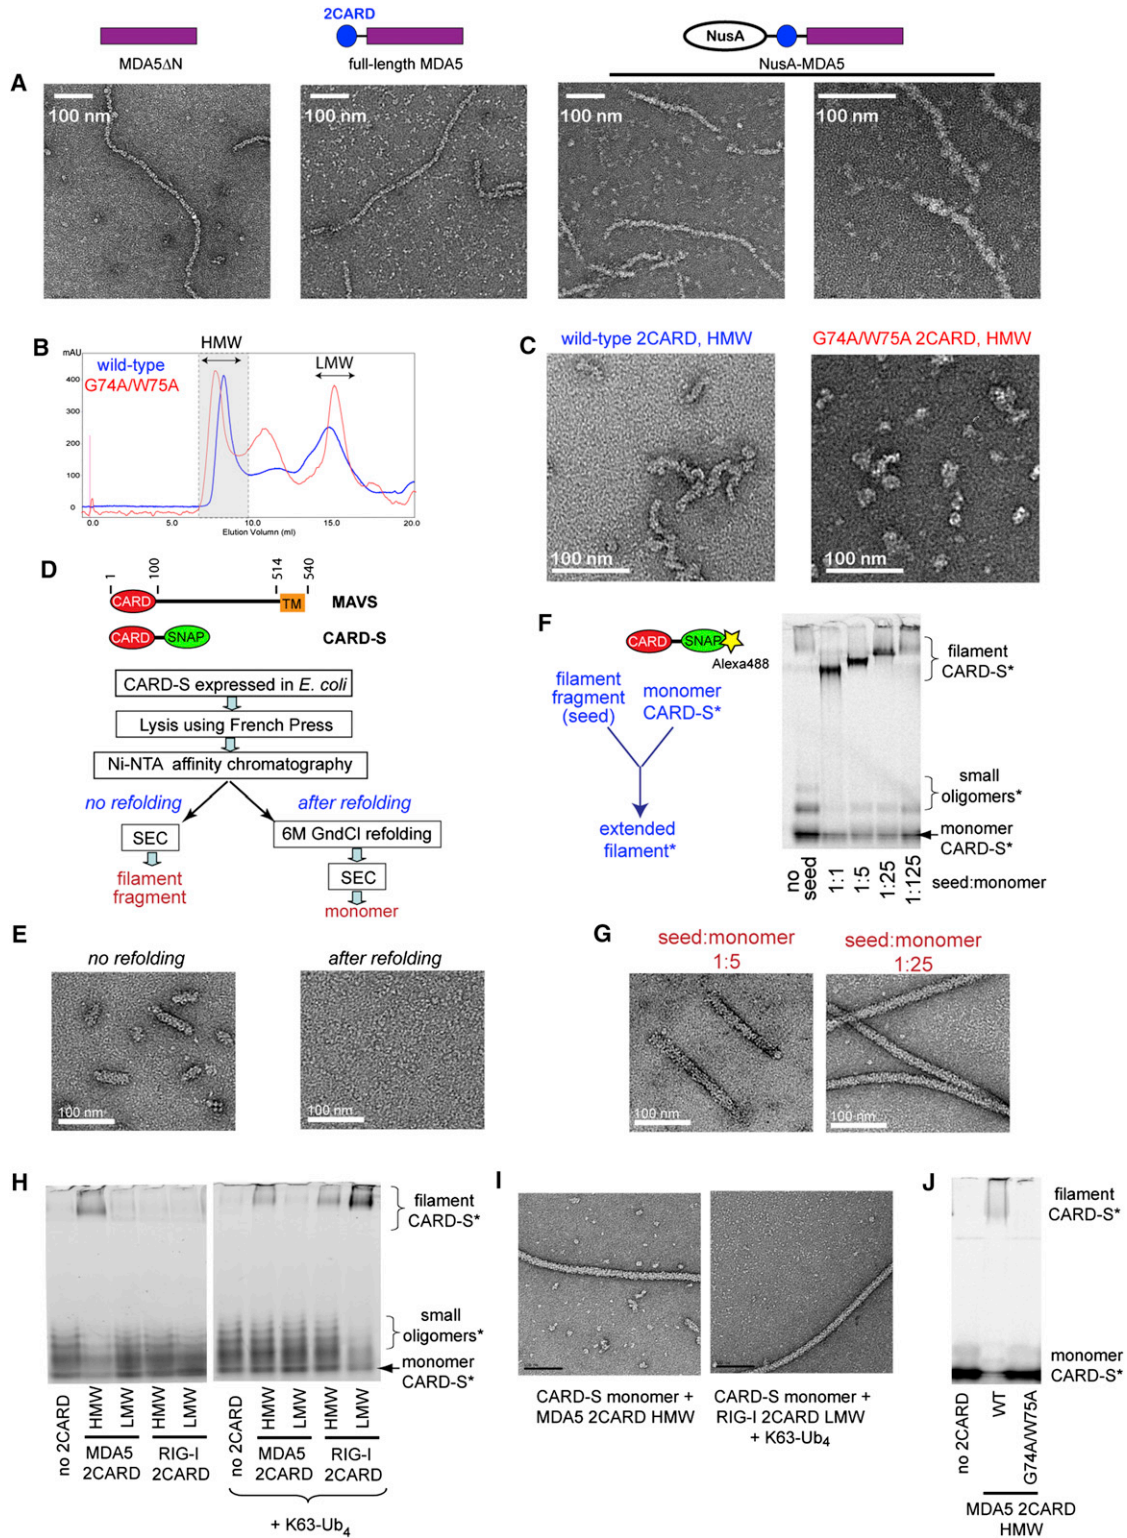 2CARD
NusA
MDA5ΔN
full-length MDA5
NusA-MDA5
A
100 nm
100 nm
100 nm
100 nm
B
mAU
HMW
wild-type
G74A/W75A
LMW
400
300
200
100
0
0.0
5.0
10.0
15.0
20.0
Elution Volumn (ml)
C
wild-type 2CARD, HMW
G74A/W75A 2CARD, HMW
100 nm
100 nm
D
1
100
514
540
CARD
TM
MAVS
CARD
SNAP
CARD-S
CARD-S expressed in E. coli
Lysis using French Press
Ni-NTA affinity chromatography
no refolding
after refolding
SEC
6M GndCl refolding
filament
fragment
SEC
monomer
E
no refolding
after refolding
100 nm
100 nm
F
CARD
SNAP
Alexa488
filament
fragment
(seed)
monomer
CARD-S*
extended
filament*
filament
CARD-S*
small
oligomers*
monomer
CARD-S*
no
seed
1:1
1:5
1:25
1:125
seed:monomer
G
seed:monomer
1:5
seed:monomer
1:25
100 nm
100 nm
H
filament
CARD-S*
small
oligomers*
monomer
CARD-S*
no 2CARD
HMW
LMW
HMW
LMW
MDA5
2CARD
RIG-I
2CARD
no 2CARD
HMW
LMW
HMW
LMW
MDA5
2CARD
RIG-I
2CARD
+ K63-Ub4
I
CARD-S monomer +
MDA5 2CARD HMW
CARD-S monomer +
RIG-I 2CARD LMW
+ K63-Ub4
J
filament
CARD-S*
monomer
CARD-S*
no 2CARD
WT
G74A/W75A
MDA5 2CARD
HMW